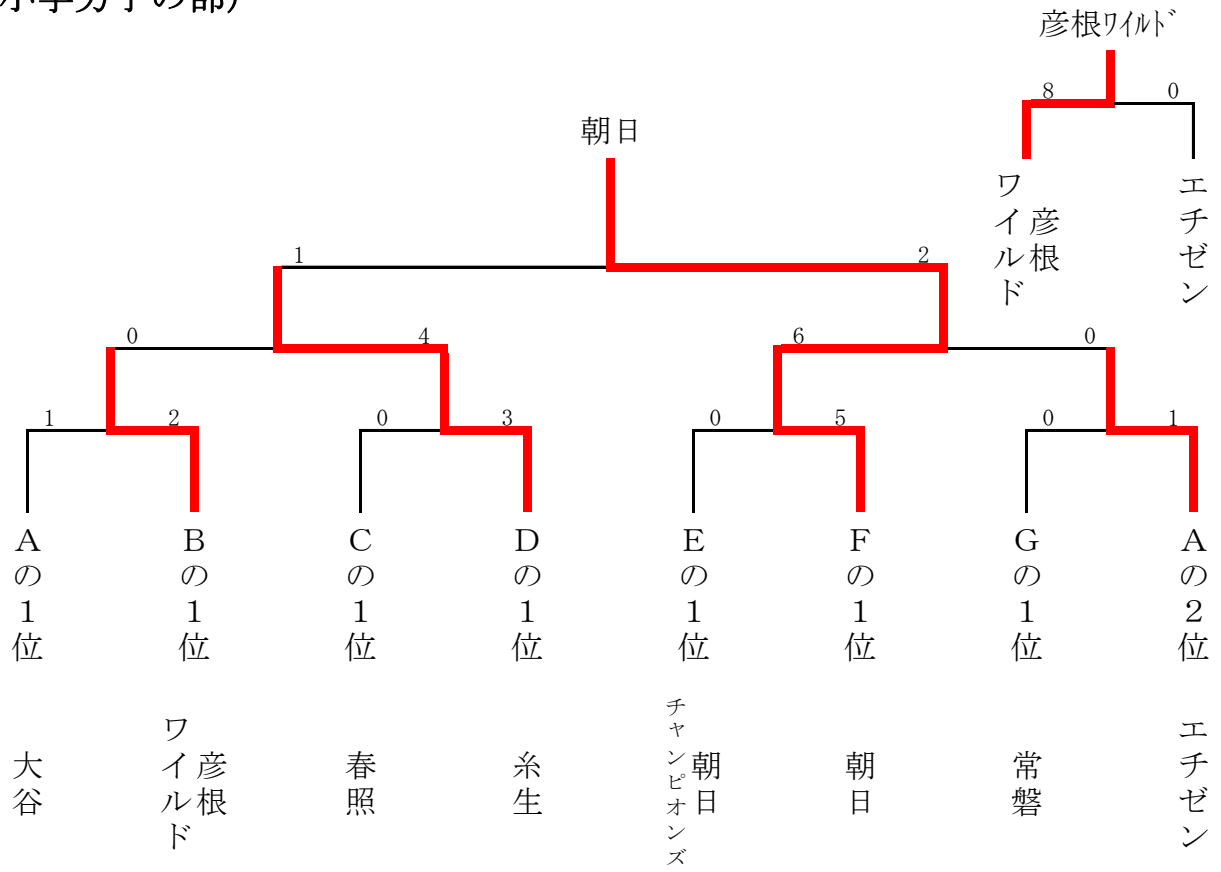 小学男子の部)
彦根ワイルド
8 0
朝日
彦根ワイルド
エチゼン
1 2
0 4 6 0
1 2 0 3 0 5 0 1
Aの1位
Bの1位
Cの1位
Dの1位
Eの1位
Fの1位
Gの1位
Aの2位
大谷
彦根ワイルド
春照
糸生
朝日チャンピオンズ
朝日
常磐
エチゼン